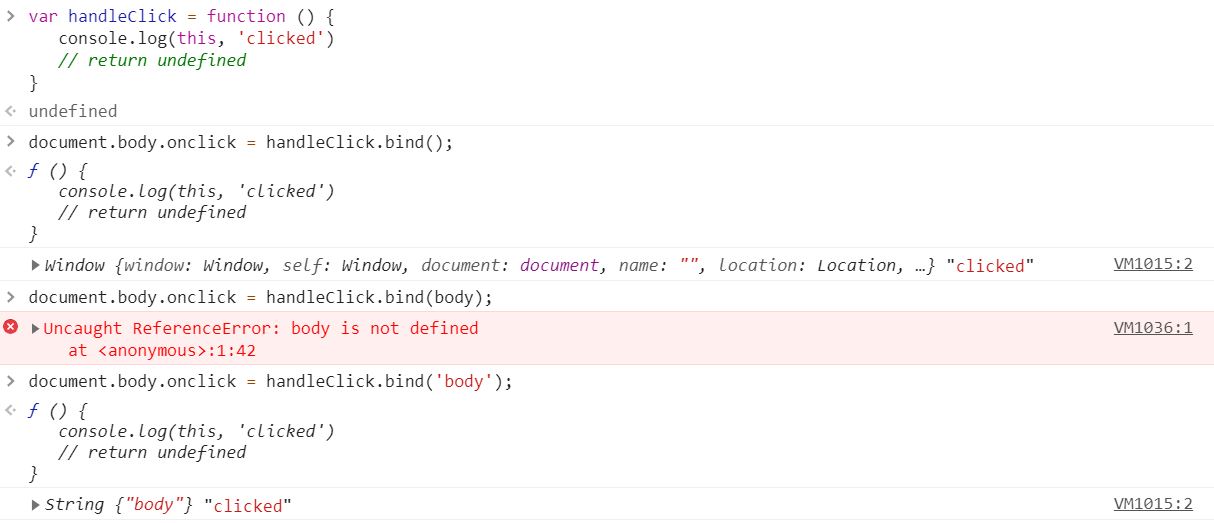 var handleClick = function () {
console.log(this, 'clicked')
// return undefined
}
undefined
document.body.onclick = handleClick.bind();
ƒ () {
console.log(this, 'clicked')
// return undefined
}
Window {window: Window, self: Window, document: document, name: "", location: Location, …} "clicked" VM1015:2
document.body.onclick = handleClick.bind(body);
Uncaught ReferenceError: body is not defined VM1036:1
at <anonymous>:1:42
document.body.onclick = handleClick.bind('body');
ƒ () {
console.log(this, 'clicked')
// return undefined
}
String {"body"} "clicked" VM1015:2